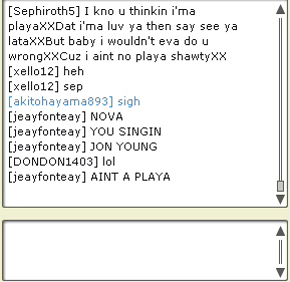 [Sephiroth5] I kno u thinkin i'ma
playaXXDat i'ma luv ya then say see ya
lataXXBut baby i wouldn't eva do u
wrongXXCuz i aint no playa shawtyXX
[xello12] heh
[xello12] sep
[akitohayama893] sigh
[jeayfonteay] NOVA
[jeayfonteay] YOU SINGIN
[jeayfonteay] JON YOUNG
[DONDON1403] lol
[jeayfonteay] AINT A PLAYA